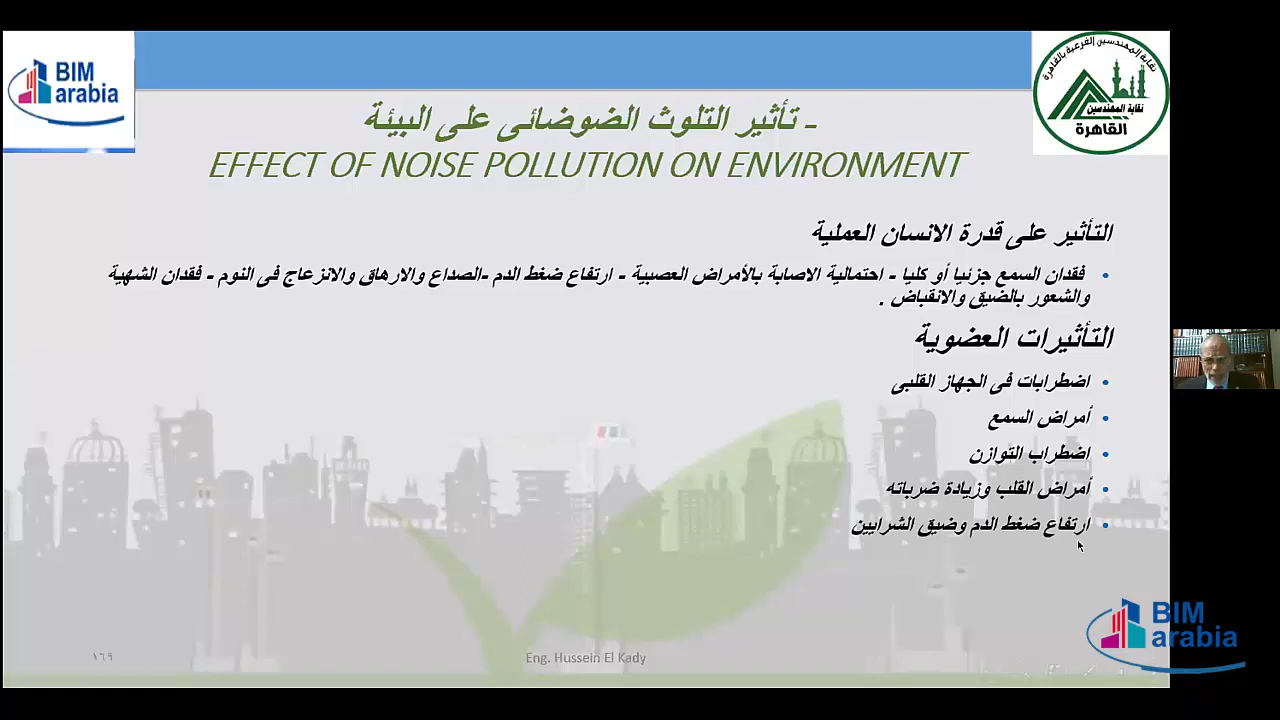 BIM
arabia
نقابة المهندسين الفرعية بالقاهرة
نقابة المهندسين
القاهرة
- تأثير التلوث الضوضائى على البيئة
EFFECT OF NOISE POLLUTION ON ENVIRONMENT
التأثير على قدرة الانسان العملية
• فقدان السمع جزئيا أو كليا - احتمالية الاصابة بالأمراض العصبية - ارتفاع ضغط الدم -الصداع والارهاق والانزعاج فى النوم - فقدان الشهية
والشعور بالضيق والانقباض .
التأثيرات العضوية
• اضطرابات فى الجهاز القلبى
• أمراض السمع
• اضطراب التوازن
• أمراض القلب وزيادة ضرباته
• ارتفاع ضغط الدم وضيق الشرايين
BIM
arabia
١٦٩
Eng. Hussein El Kady